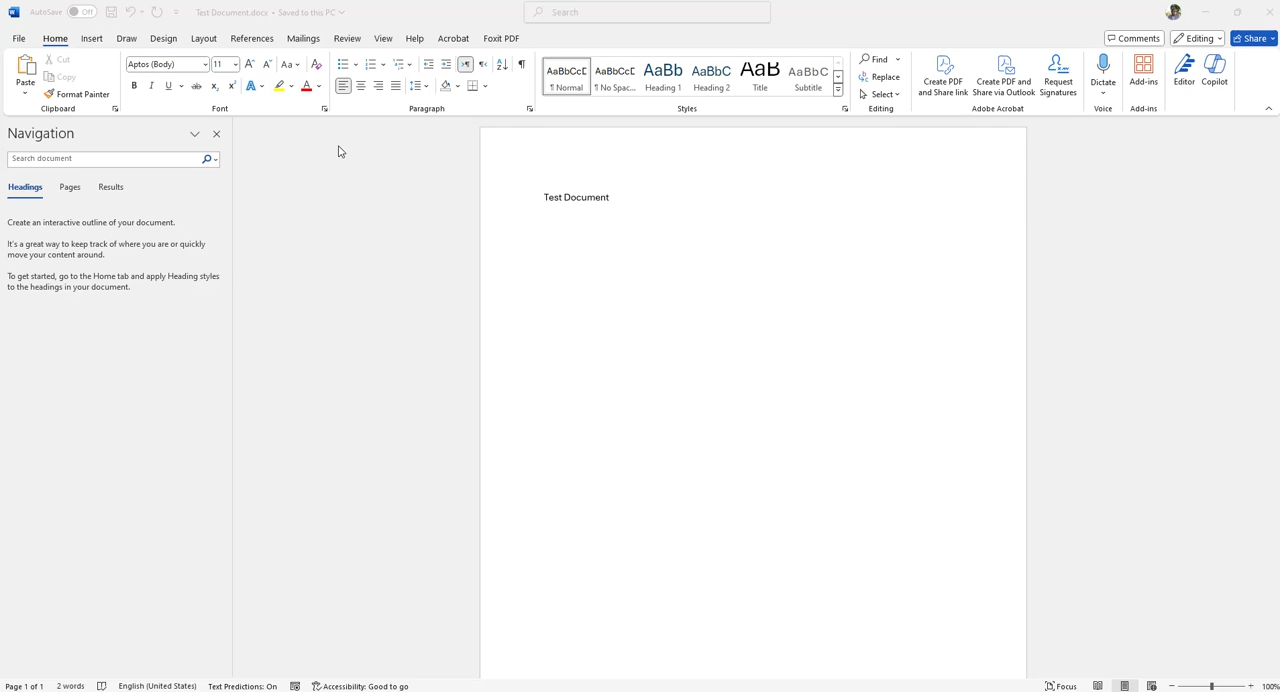 AutoSave Off Test Document.docx • Saved to this PC Search
File Home Insert Draw Design Layout References Mailings Review View Help Acrobat Foxit PDF Comments Editing Share
Paste Cut Copy Format Painter Clipboard
Aptos (Body) 11 Aa B I U ab x₂ x² A A Font
Paragraph
AaBbCcD AaBbCcD AaBb AaBbC AaB AaBbC
¶ Normal ¶ No Spac... Heading 1 Heading 2 Title Subtitle
Styles
Find Replace Select Editing
Create PDF and Share link Create PDF and Share via Outlook Request Signatures Adobe Acrobat
Dictate Voice
Add-ins Add-ins
Editor Copilot
Navigation
Search document
Headings Pages Results
Create an interactive outline of your document.
It's a great way to keep track of where you are or quickly
move your content around.
To get started, go to the Home tab and apply Heading styles
to the headings in your document.
Test Document
Page 1 of 1 2 words English (United States) Text Predictions: On Accessibility: Good to go Focus 100%